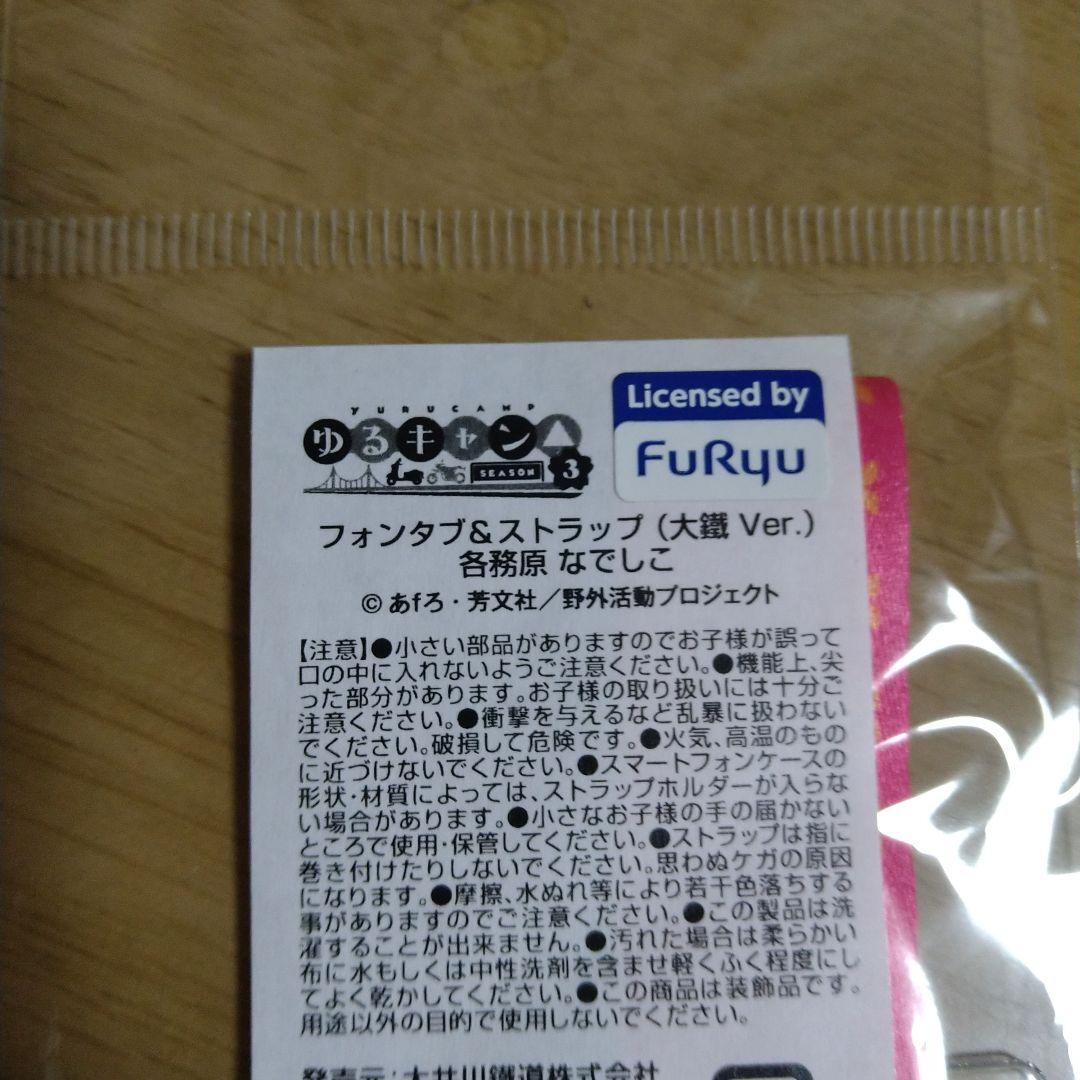 YURUCAMP
ゆるキャン△
SEASON 3
Licensed by
FuRyu
フォンタブ&ストラップ（大鐵 Ver.）
各務原 なでしこ
© あfろ・芳文社／野外活動プロジェクト
【注意】●小さい部品がありますのでお子様が誤って
口の中に入れないようご注意ください。●機能上、尖
った部分があります。お子様の取り扱いには十分ご
注意ください。●衝撃を与えるなど乱暴に扱わない
でください。破損して危険です。●火気、高温のもの
に近づけないでください。●スマートフォンケースの
形状・材質によっては、ストラップホルダーが入らな
い場合があります。●小さなお子様の手の届かない
ところで使用・保管してください。●ストラップは指に
巻き付けたりしないでください。思わぬケガの原因
になります。●摩擦、水ぬれ等により若干色落ちする
事がありますのでご注意ください。●この製品は洗
濯することが出来ません。●汚れた場合は柔らかい
布に水もしくは中性洗剤を含ませ軽くふく程度にし
てよく乾かしてください。●この商品は装飾品です。
用途以外の目的で使用しないでください。
発売元：大井川鐵道株式会社